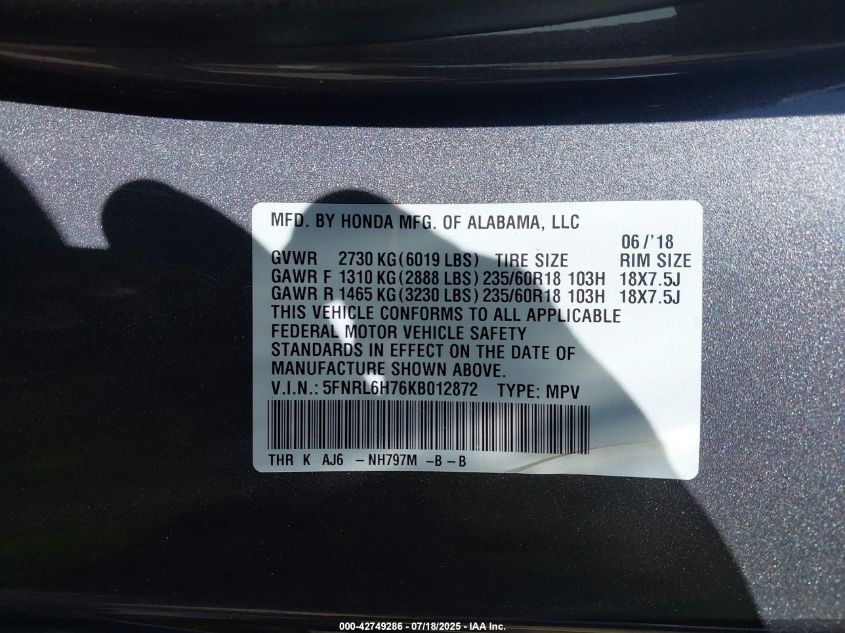 MFD. BY HONDA MFG. OF ALABAMA, LLC
06/'18
GVWR 2730 KG (6019 LBS) TIRE SIZE RIM SIZE
GAWR F 1310 KG (2888 LBS) 235/60R18 103H 18X7.5J
GAWR R 1465 KG (3230 LBS) 235/60R18 103H 18X7.5J
THIS VEHICLE CONFORMS TO ALL APPLICABLE
FEDERAL MOTOR VEHICLE SAFETY
STANDARDS IN EFFECT ON THE DATE OF
MANUFACTURE SHOWN ABOVE.
V.I.N.: 5FNRL6H76KB012872 TYPE: MPV
THR K AJ6 -NH797M -B-B
000-42749286 - 07/18/2025 - IAA Inc.